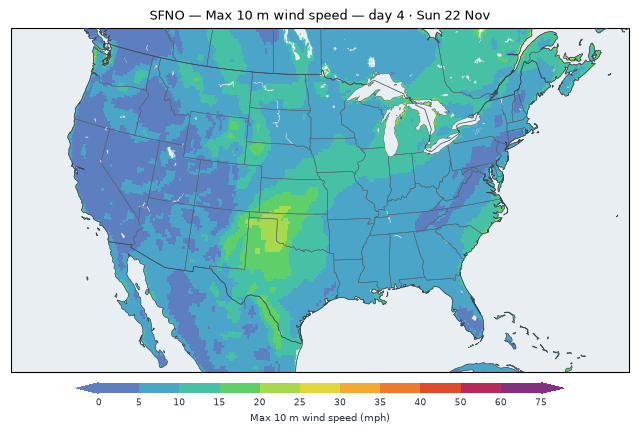 SFNO — Max 10 m wind speed — day 4 · Sun 22 Nov
0 5 10 15 20 25 30 35 40 50 60 75
Max 10 m wind speed (mph)